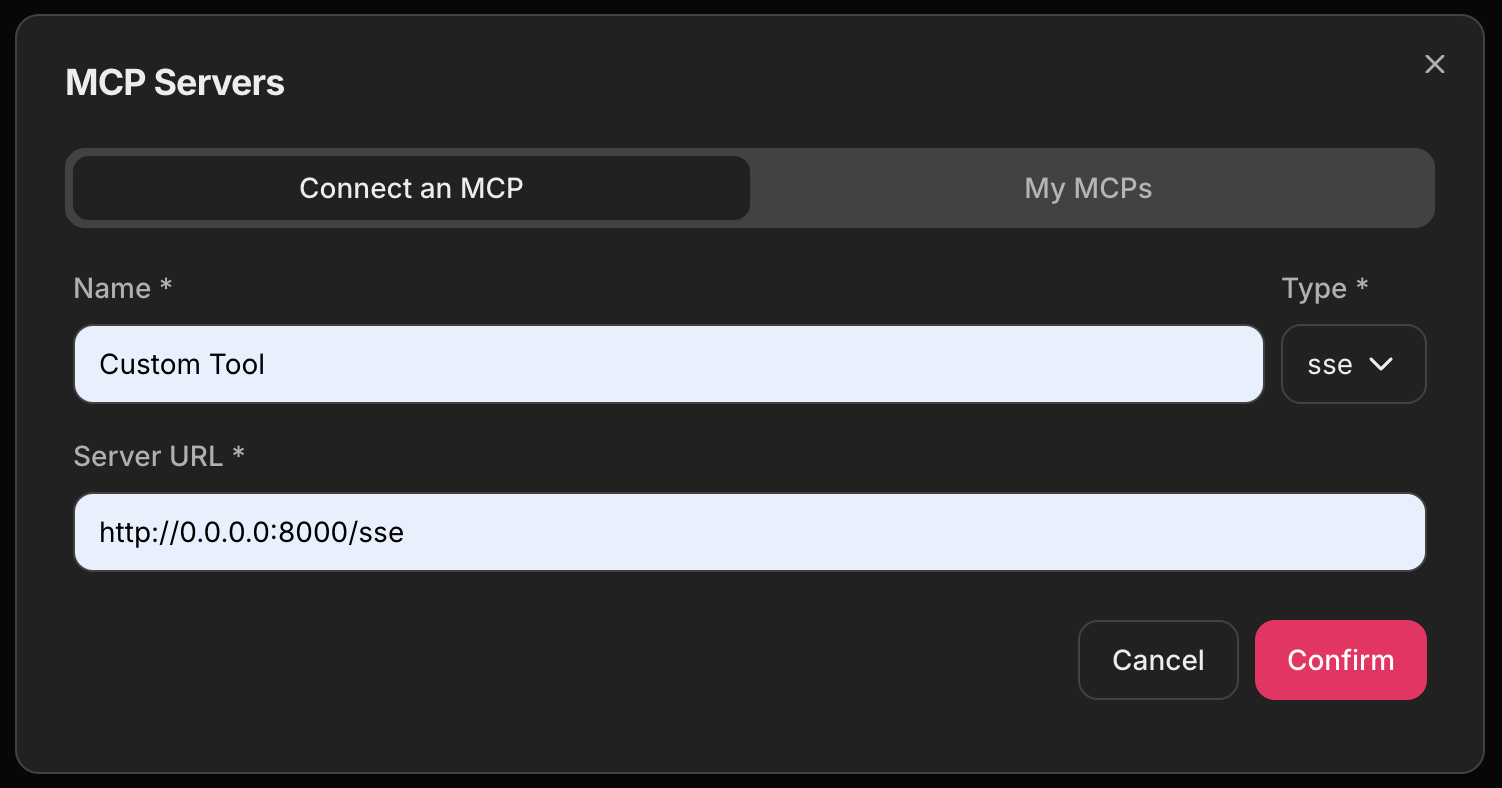 MCP Servers
Connect an MCP
My MCPs
Name *
Type *
Custom Tool
sse
Server URL *
http://0.0.0.0:8000/sse
Cancel
Confirm